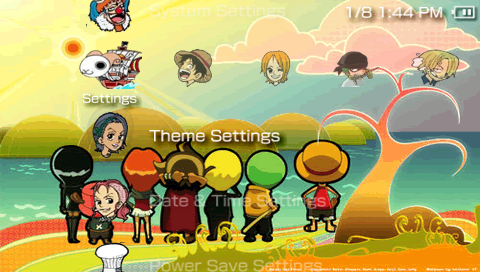 System Settings
1/8 1:44 PM
Settings
Theme Settings
Date & Time Settings
Power Save Settings